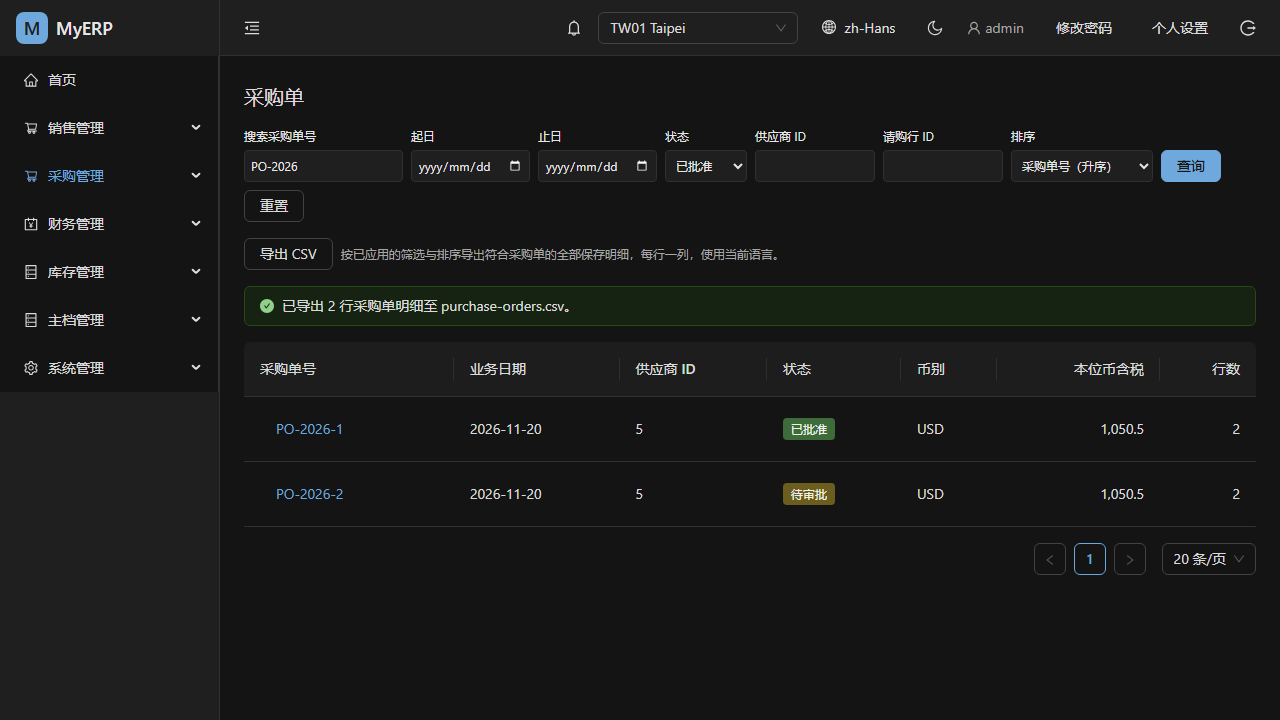 M MyERP
TW01 Taipei
zh-Hans
admin
修改密码
个人设置
首页
销售管理
采购管理
财务管理
库存管理
主档管理
系统管理
采购单
搜索采购单号 起日 止日 状态 供应商 ID 请购行 ID 排序
PO-2026 yyyy/mm/dd yyyy/mm/dd 已批准 采购单号（升序） 查询
重置
导出 CSV 按已应用的筛选与排序导出符合采购单的全部保存明细，每行一列，使用当前语言。
已导出 2 行采购单明细至 purchase-orders.csv。
采购单号 业务日期 供应商 ID 状态 币别 本位币含税 行数
PO-2026-1 2026-11-20 5 已批准 USD 1,050.5 2
PO-2026-2 2026-11-20 5 待审批 USD 1,050.5 2
< 1 > 20 条/页